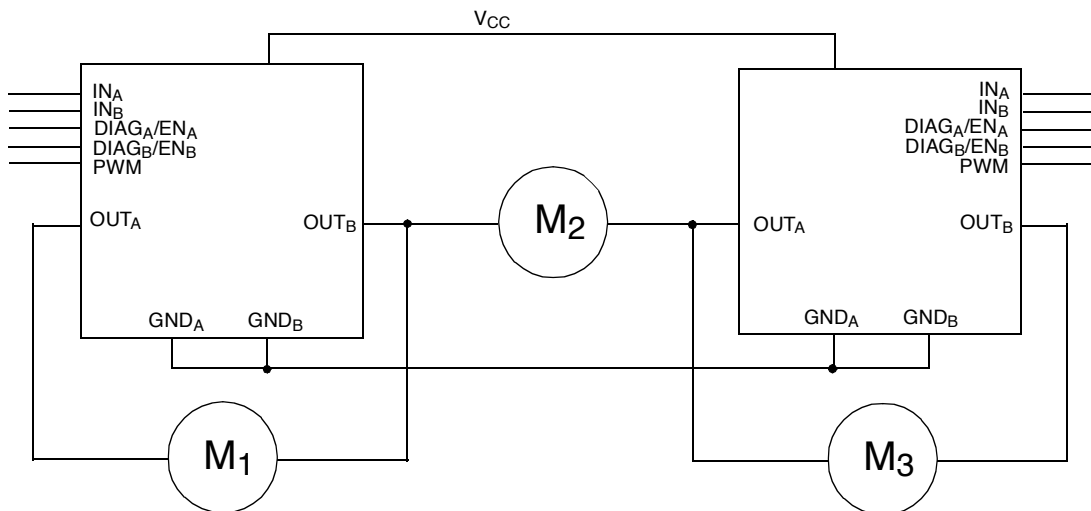 VCC
INA
INB
DIAGA/ENA
DIAGB/ENB
PWM
OUTA
OUTB
GNDA
GNDB
M2
INA
INB
DIAGA/ENA
DIAGB/ENB
PWM
OUTA
OUTB
GNDA
GNDB
M1
M3